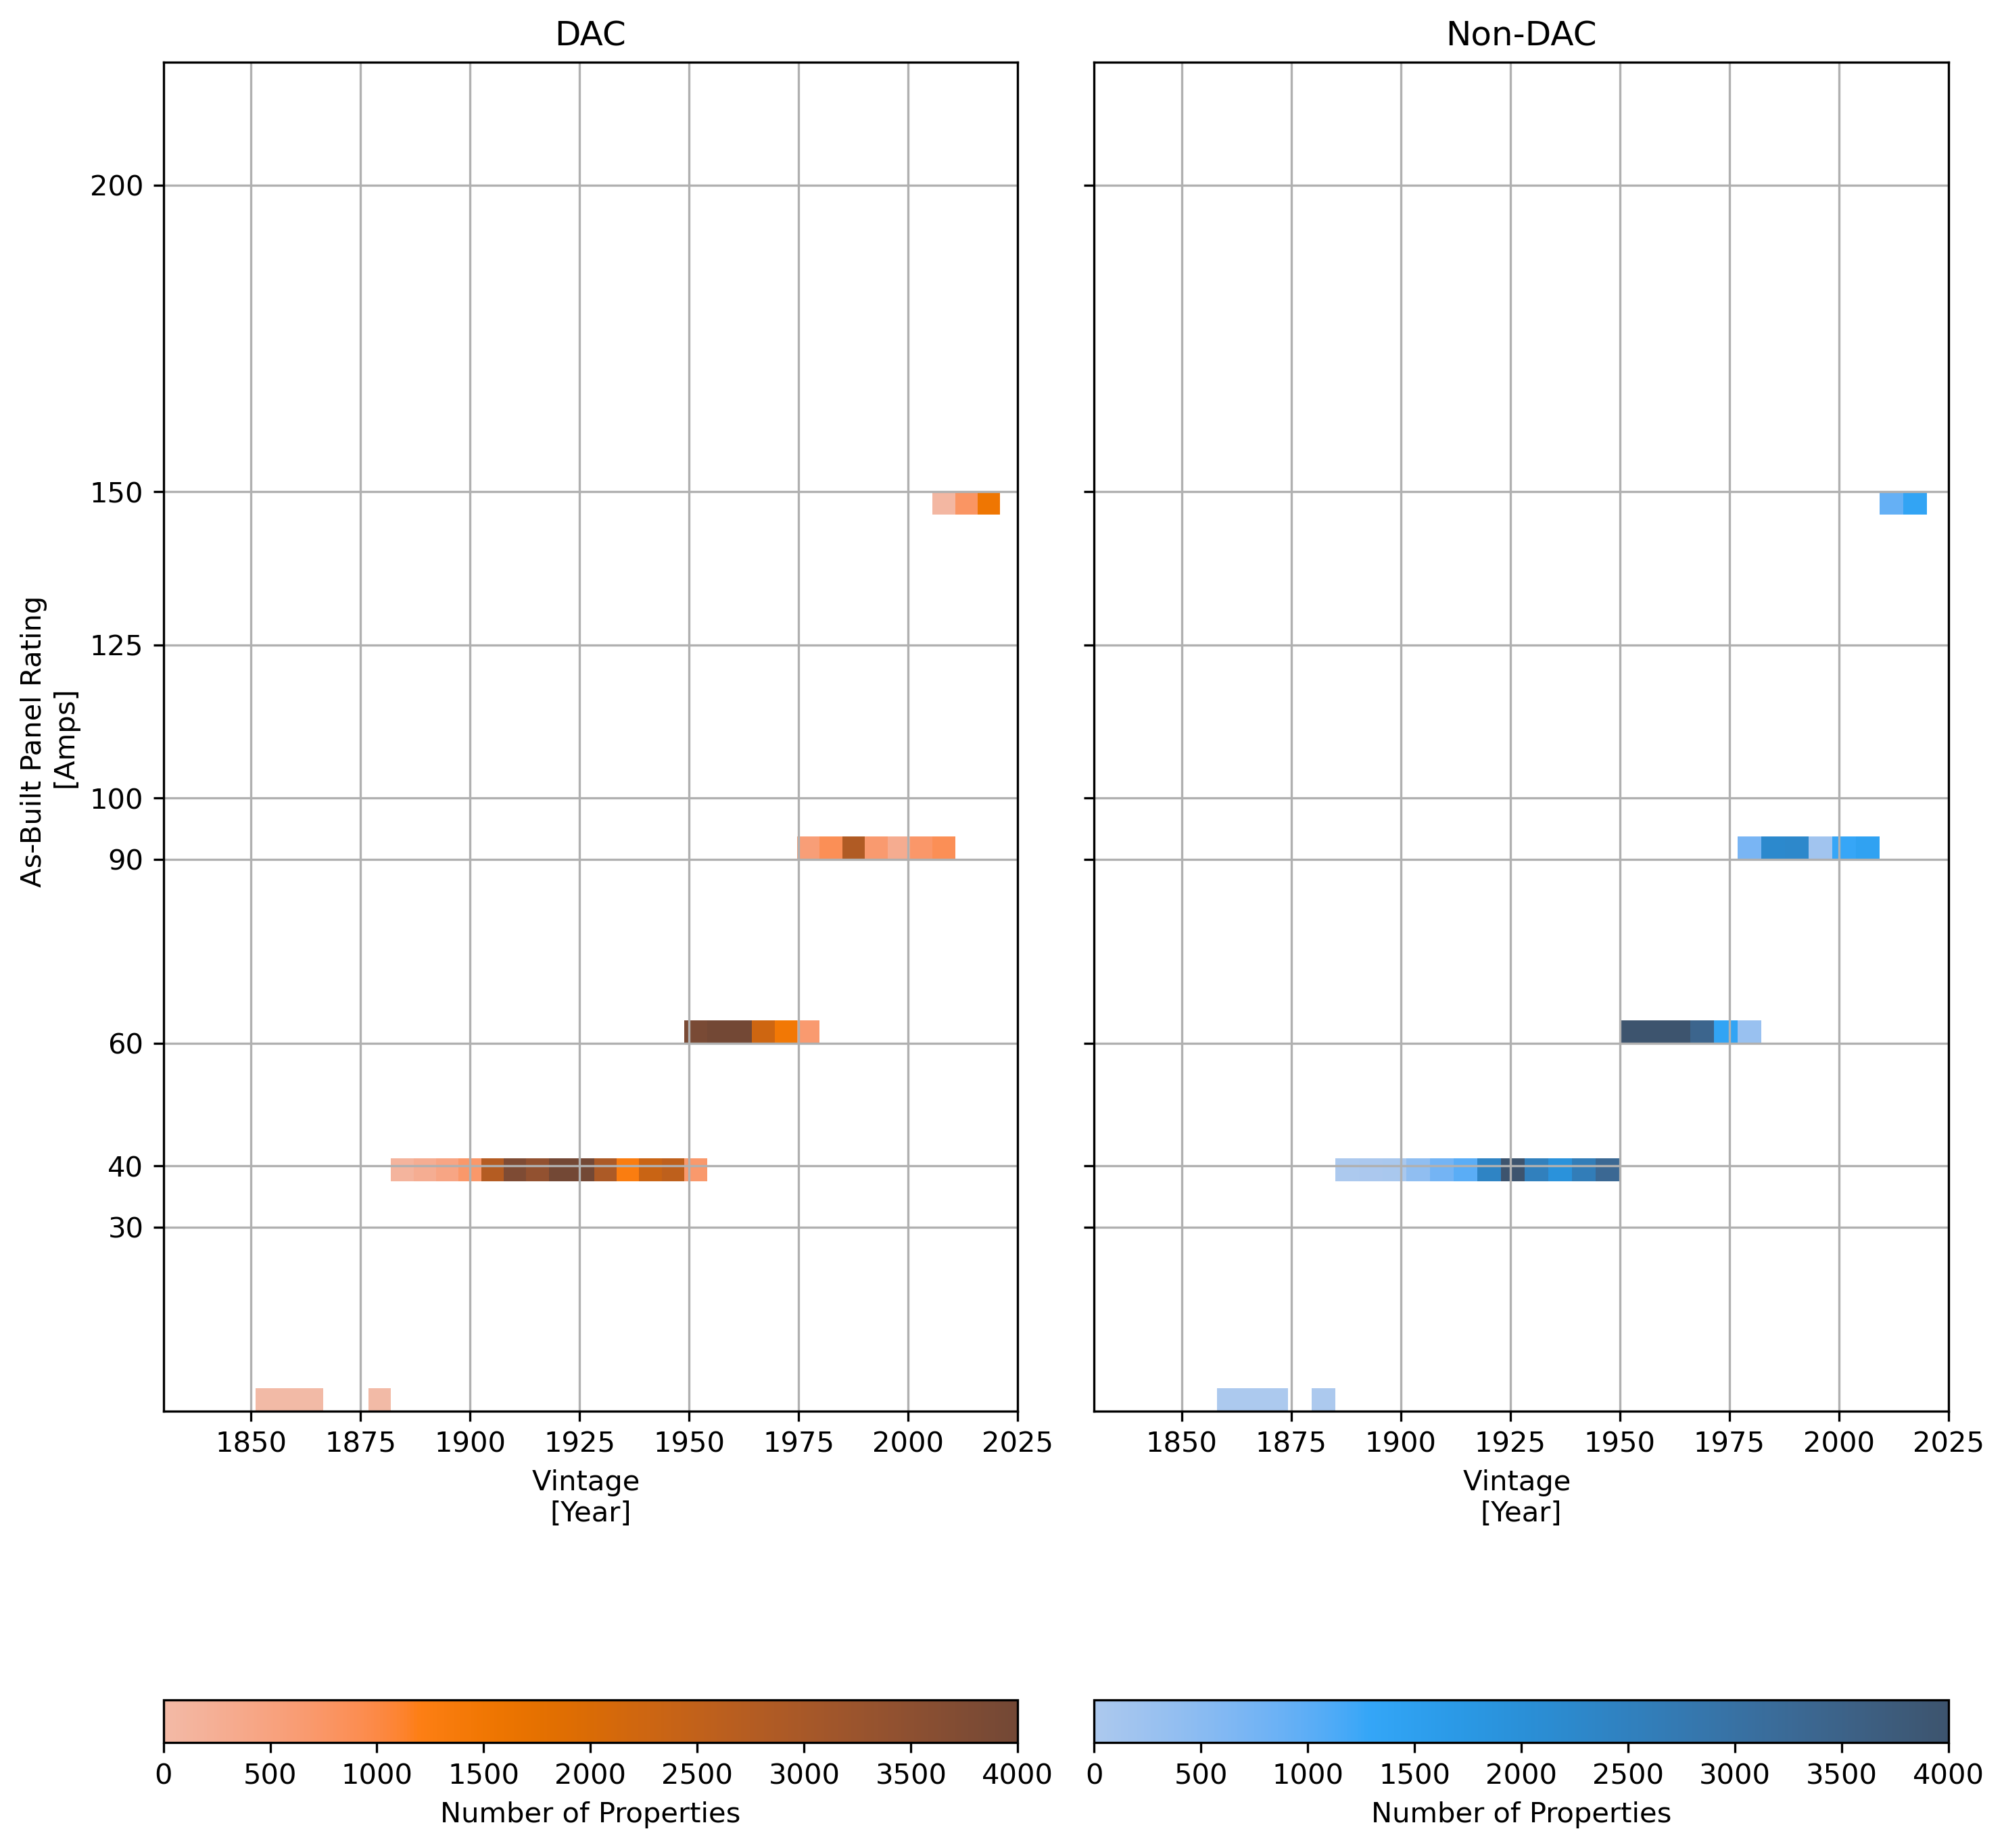 DAC
Non-DAC
As-Built Panel Rating
[Amps]
200
150
125
100
90
60
40
30
1850 1875 1900 1925 1950 1975 2000 2025
Vintage
[Year]
1850 1875 1900 1925 1950 1975 2000 2025
Vintage
[Year]
0 500 1000 1500 2000 2500 3000 3500 4000
Number of Properties
0 500 1000 1500 2000 2500 3000 3500 4000
Number of Properties